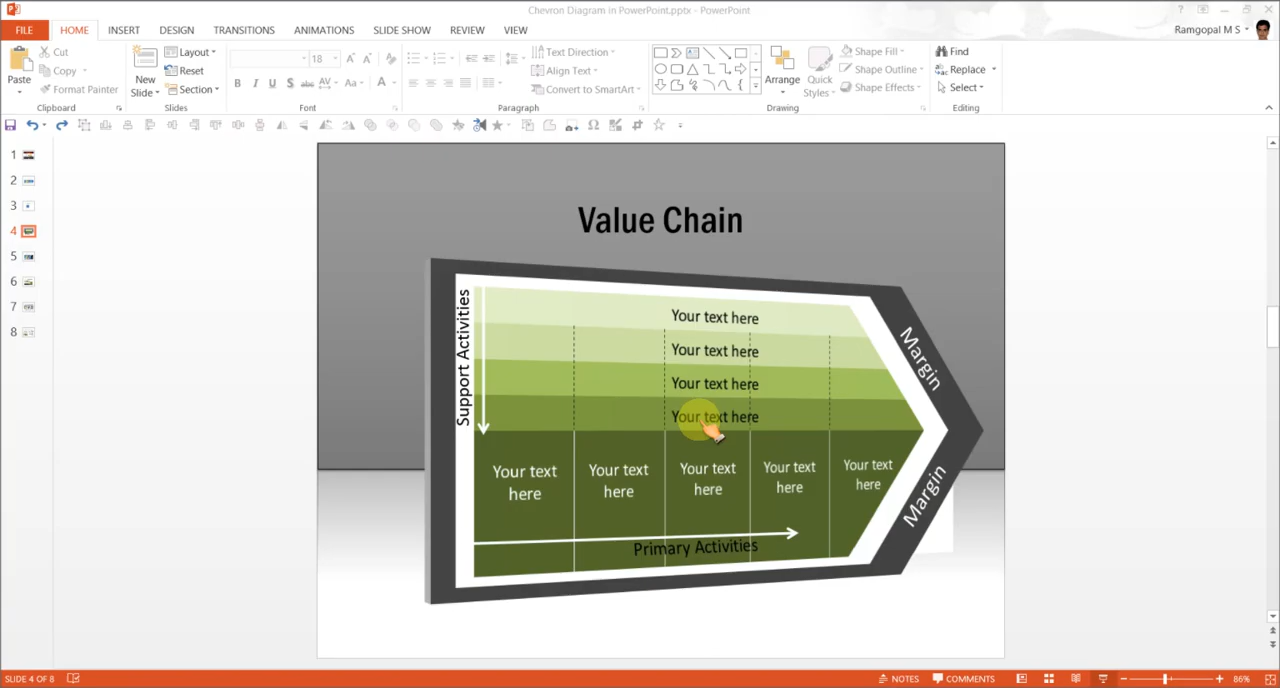 Chevron Diagram in PowerPoint.pptx - PowerPoint
FILE HOME INSERT DESIGN TRANSITIONS ANIMATIONS SLIDE SHOW REVIEW VIEW
Ramgopal M S
Paste
Cut
Copy
Format Painter
Clipboard
New Slide
Layout
Reset
Section
Slides
18
Font
Text Direction
Align Text
Convert to SmartArt
Paragraph
Arrange
Quick Styles
Shape Fill
Shape Outline
Shape Effects
Drawing
Find
Replace
Select
Editing
1
2
3
4
5
6
7
8
Value Chain
Support Activities
Your text here
Your text here
Your text here
Your text here
Your text
here
Your text
here
Your text
here
Your text
here
Your text
here
Primary Activities
Margin
Margin
SLIDE 4 OF 8
NOTES
COMMENTS
86%